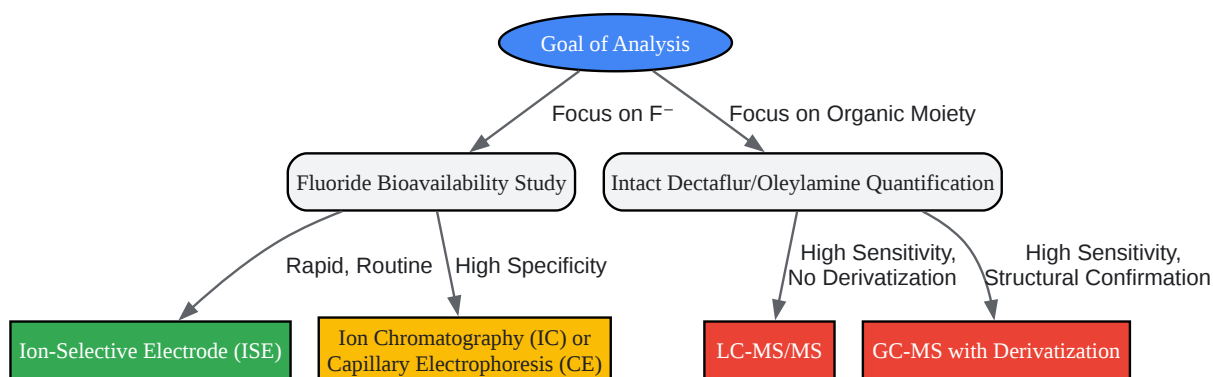 Goal of Analysis
Focus on F⁻
Focus on Organic Moiety
Fluoride Bioavailability Study
Intact Dectaflur/Oleylamine Quantification
Rapid, Routine
High Specificity
High Sensitivity,
No Derivatization
High Sensitivity,
Structural Confirmation
Ion-Selective Electrode (ISE)
Ion Chromatography (IC) or
Capillary Electrophoresis (CE)
LC-MS/MS
GC-MS with Derivatization